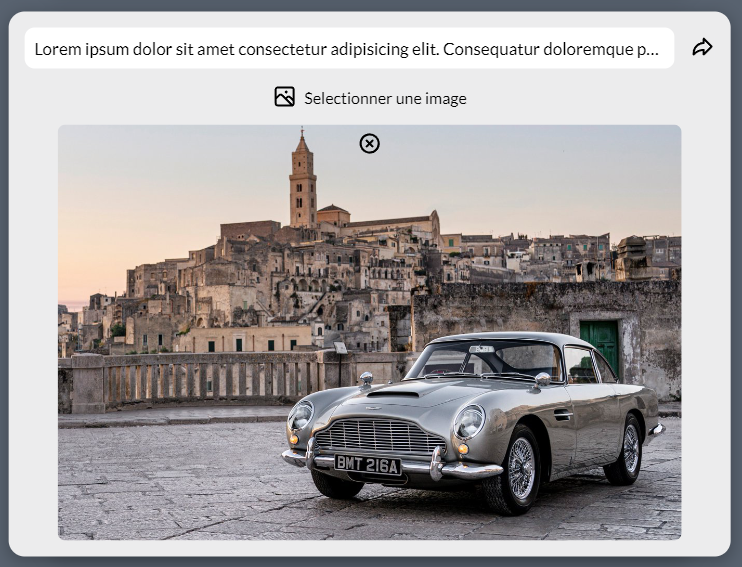 Lorem ipsum dolor sit amet consectetur adipisicing elit. Consequatur doloremque p...
Selectionner une image
BMT 216A